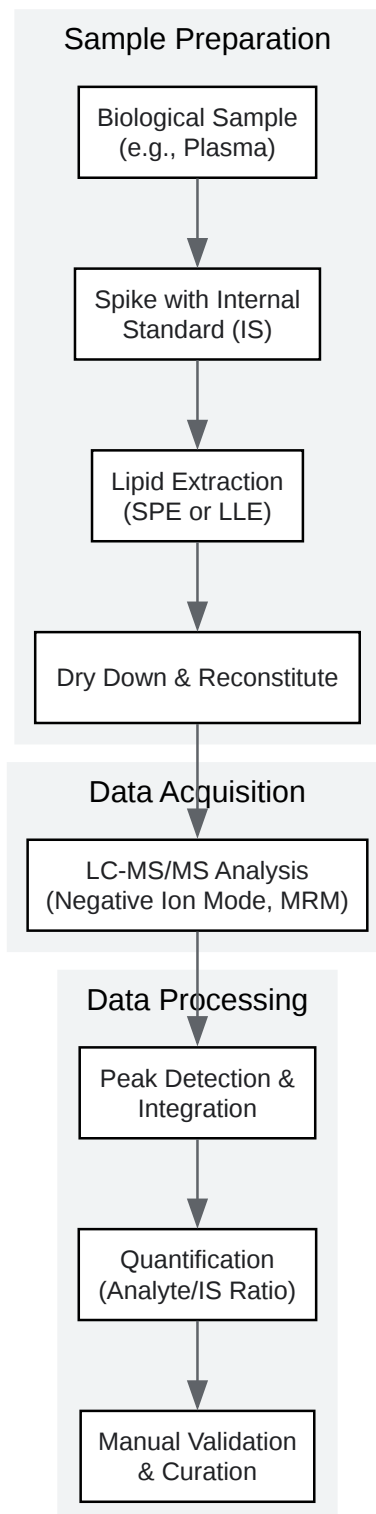 Sample Preparation
Biological Sample
(e.g., Plasma)
Spike with Internal
Standard (IS)
Lipid Extraction
(SPE or LLE)
Dry Down & Reconstitute
Data Acquisition
LC-MS/MS Analysis
(Negative Ion Mode, MRM)
Data Processing
Peak Detection &
Integration
Quantification
(Analyte/IS Ratio)
Manual Validation
& Curation